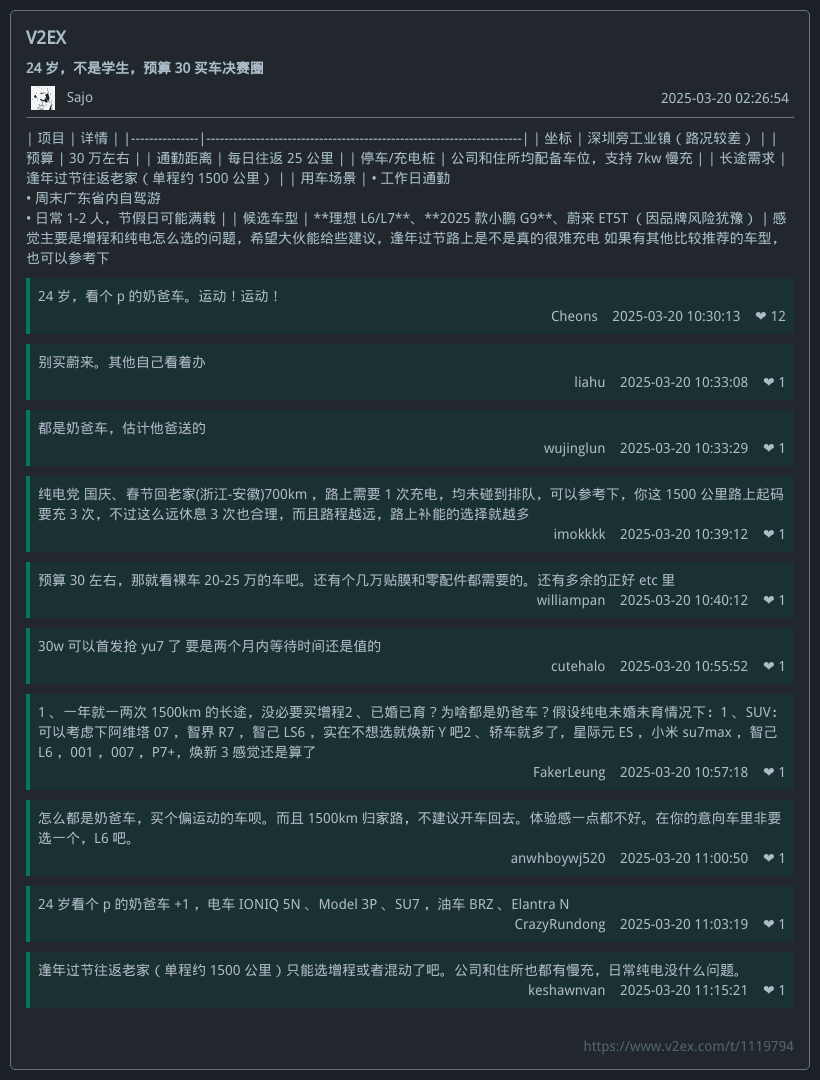 V2EX
24 岁，不是学生，预算 30 买车决赛圈
Sajo 2025-03-20 02:26:54
| 项目 | 详情 | |---------------|----------------------------------------------------------------------| | 坐标 | 深圳旁工业镇（路况较差） | |
预算 | 30 万左右 | | 通勤距离 | 每日往返 25 公里 | | 停车/充电桩 | 公司和住所均配备车位，支持 7kw 慢充 | | 长途需求 |
逢年过节往返老家（单程约 1500 公里） | | 用车场景 | • 工作日通勤
• 周末广东省内自驾游
• 日常 1-2 人，节假日可能满载 | | 候选车型 | **理想 L6/L7**、**2025 款小鹏 G9**、蔚来 ET5T（因品牌风险犹豫） | 感
觉主要是增程和纯电怎么选的问题，希望大伙能给些建议，逢年过节路上是不是真的很难充电 如果有其他比较推荐的车型，
也可以参考下
24 岁，看个 p 的奶爸车。运动！运动！
Cheons 2025-03-20 10:30:13 ❤ 12
别买蔚来。其他自己看着办
liahu 2025-03-20 10:33:08 ❤ 1
都是奶爸车，估计他爸送的
wujinglun 2025-03-20 10:33:29 ❤ 1
纯电党 国庆、春节回老家(浙江-安徽)700km ，路上需要 1 次充电，均未碰到排队，可以参考下，你这 1500 公里路上起码
要充 3 次，不过这么远休息 3 次也合理，而且路程越远，路上补能的选择就越多
imokkkk 2025-03-20 10:39:12 ❤ 1
预算 30 左右，那就看裸车 20-25 万的车吧。还有个几万贴膜和零配件都需要的。还有多余的正好 etc 里
williampan 2025-03-20 10:40:12 ❤ 1
30w 可以首发抢 yu7 了 要是两个月内等待时间还是值的
cutehalo 2025-03-20 10:55:52 ❤ 1
1 、一年就一两次 1500km 的长途，没必要买增程2 、已婚已育？为啥都是奶爸车？假设纯电未婚未育情况下：1 、SUV：
可以考虑下阿维塔 07 ，智界 R7 ，智己 LS6 ，实在不想选就焕新 Y 吧2 、轿车就多了，星际元 ES ，小米 su7max ，智己
L6 ，001 ，007 ，P7+，焕新 3 感觉还是算了
FakerLeung 2025-03-20 10:57:18 ❤ 1
怎么都是奶爸车，买个偏运动的车呗。而且 1500km 归家路，不建议开车回去。体验感一点都不好。在你的意向车里非要
选一个，L6 吧。
anwhboywj520 2025-03-20 11:00:50 ❤ 1
24 岁看个 p 的奶爸车 +1 ，电车 IONIQ 5N 、Model 3P 、SU7 ，油车 BRZ 、Elantra N
CrazyRundong 2025-03-20 11:03:19 ❤ 1
逢年过节往返老家（单程约 1500 公里）只能选增程或者混动了吧。公司和住所也都有慢充，日常纯电没什么问题。
keshawnvan 2025-03-20 11:15:21 ❤ 1
https://www.v2ex.com/t/1119794